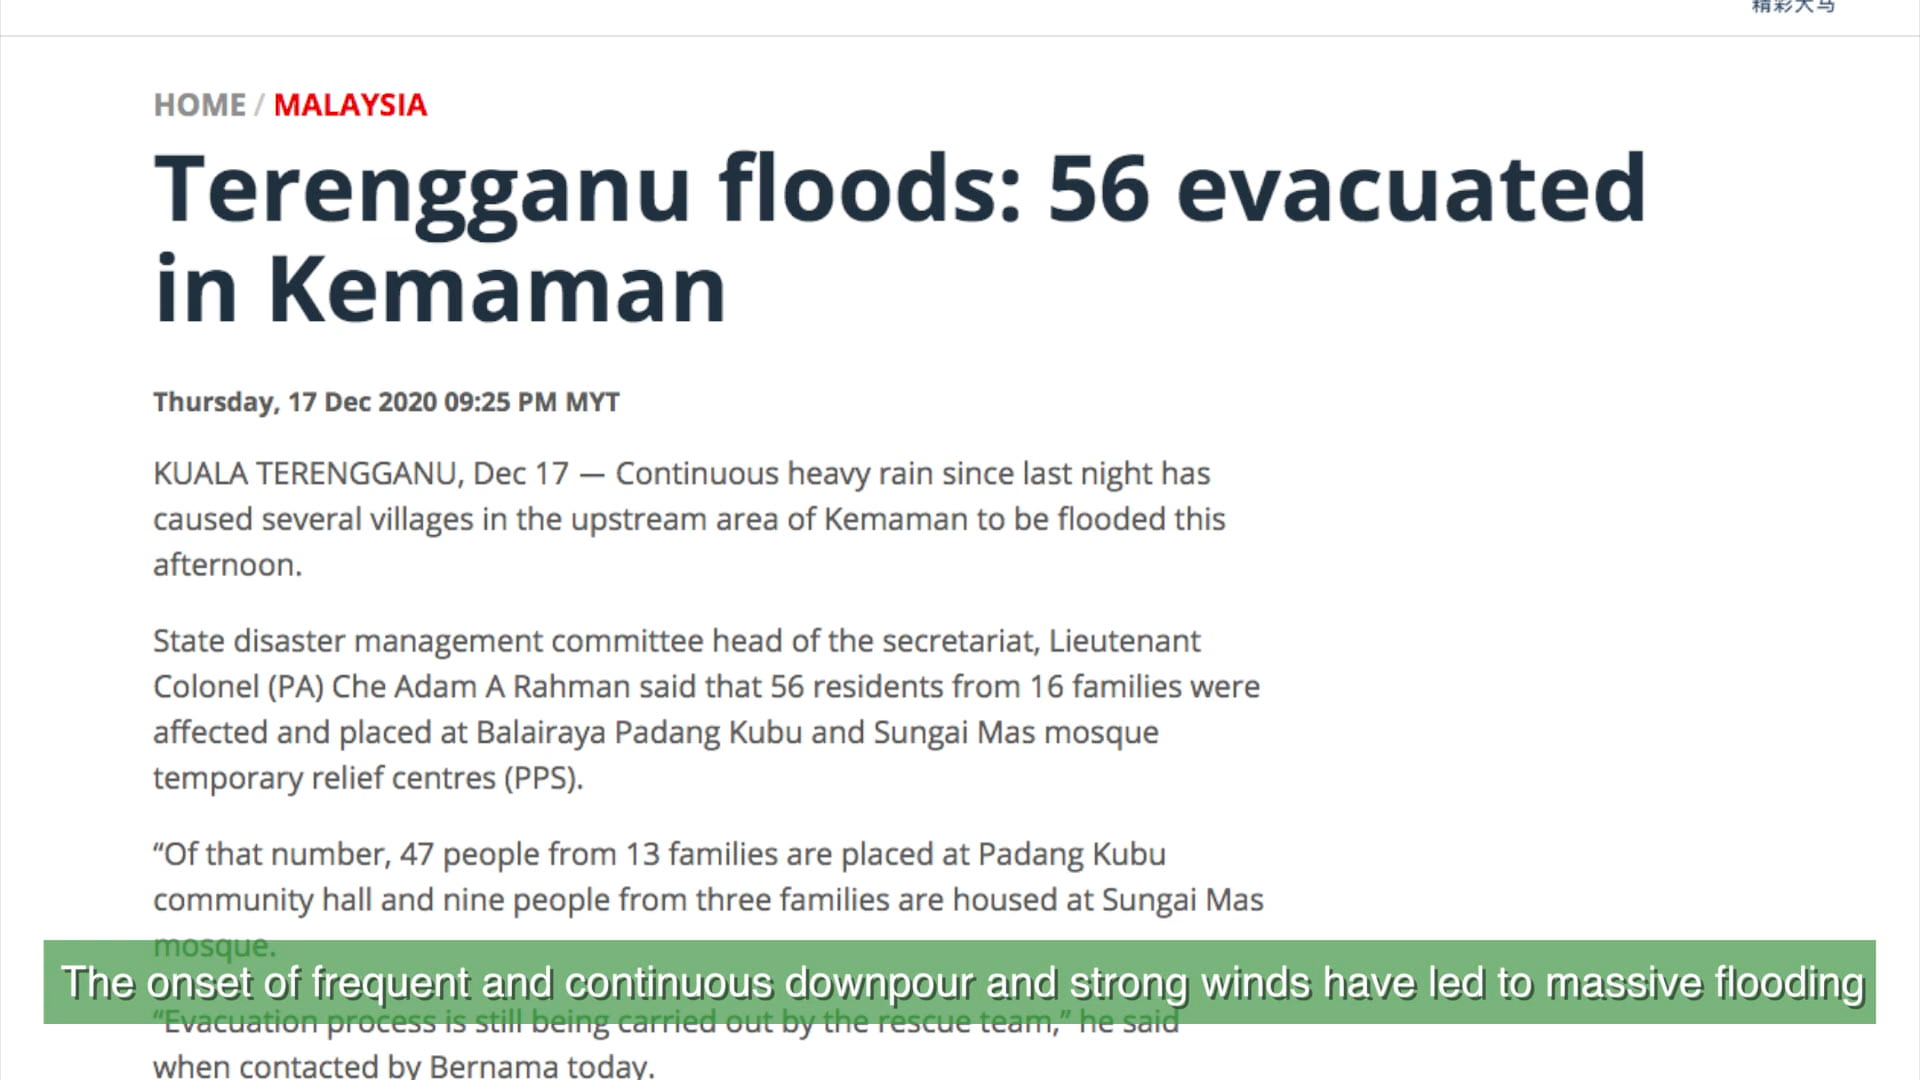 精彩大马
HOME / MALAYSIA
Terengganu floods: 56 evacuated
in Kemaman
Thursday, 17 Dec 2020 09:25 PM MYT
KUALA TERENGGANU, Dec 17 — Continuous heavy rain since last night has
caused several villages in the upstream area of Kemaman to be flooded this
afternoon.
State disaster management committee head of the secretariat, Lieutenant
Colonel (PA) Che Adam A Rahman said that 56 residents from 16 families were
affected and placed at Balairaya Padang Kubu and Sungai Mas mosque
temporary relief centres (PPS).
“Of that number, 47 people from 13 families are placed at Padang Kubu
community hall and nine people from three families are housed at Sungai Mas
mosque.
The onset of frequent and continuous downpour and strong winds have led to massive flooding
“Evacuation process is still being carried out by the rescue team,” he said
when contacted by Bernama today.